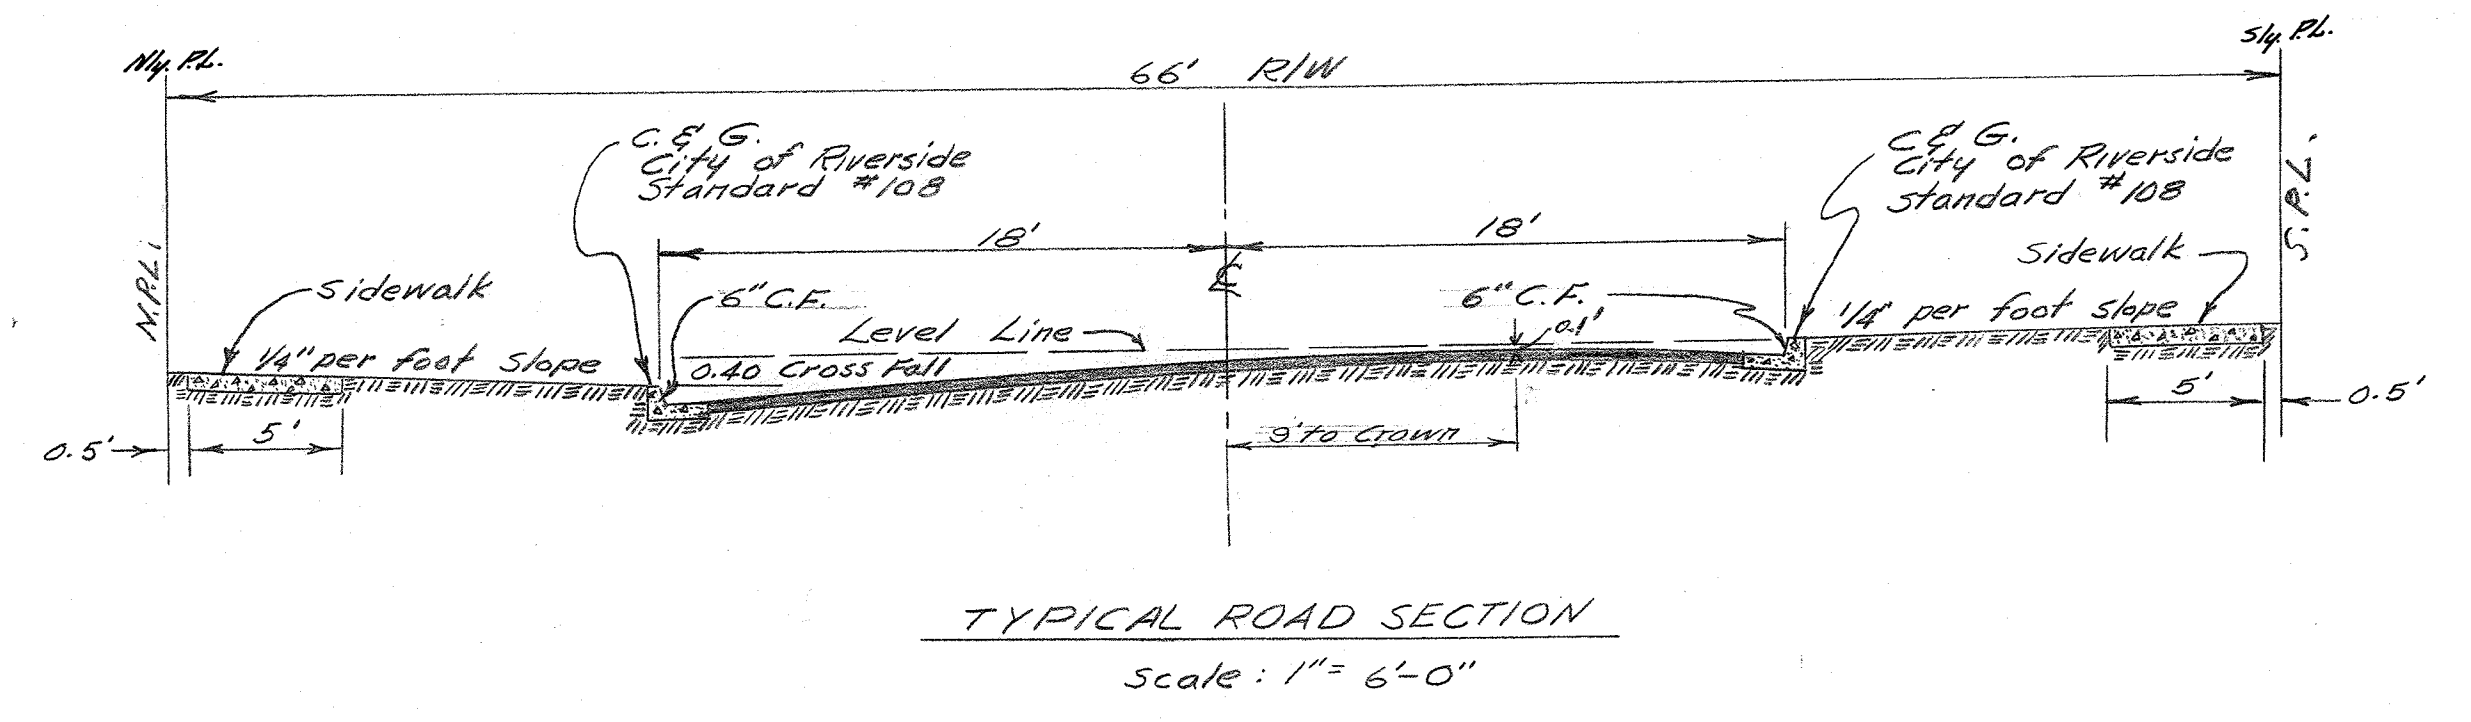 Nly. P.L.
Sly. P.L.
66' R/W
C. & G.
City of Riverside
Standard #108
C & G.
City of Riverside
Standard #108
N.P.L.
S.P.L.
18'
18'
℄
Sidewalk
Sidewalk
6" C.F.
6" C.F.
Level Line
0.1'
1/4" per foot Slope
0.40 Cross Fall
1/4" per foot slope
0.5'
5'
9' to Crown
5'
0.5'
TYPICAL ROAD SECTION
Scale: 1" = 6'-0"